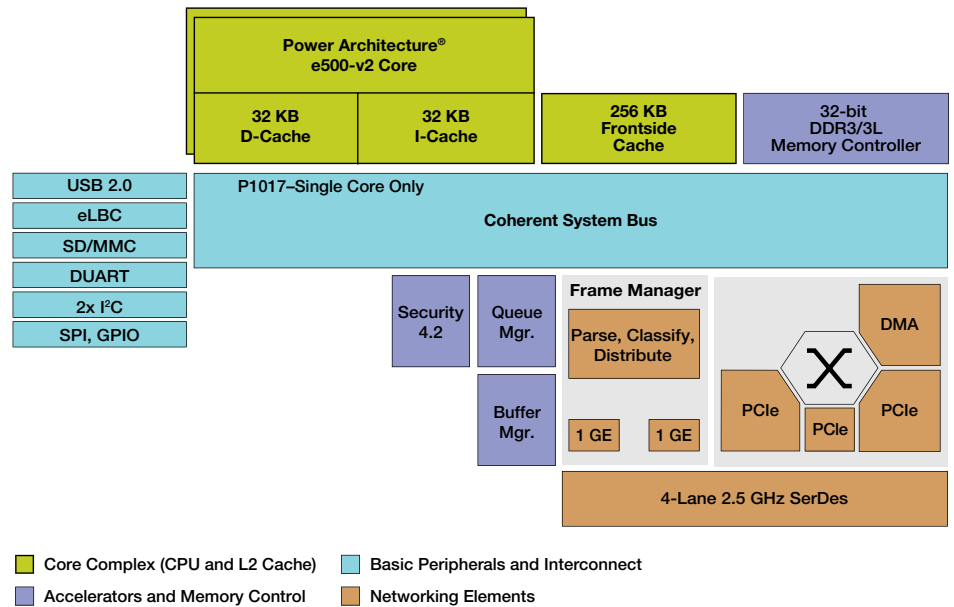 Power Architecture®
e500-v2 Core
32 KB
D-Cache
32 KB
I-Cache
256 KB
Frontside
Cache
32-bit
DDR3/3L
Memory Controller
USB 2.0
eLBC
SD/MMC
DUART
2x I²C
SPI, GPIO
P1017–Single Core Only
Coherent System Bus
Security
4.2
Queue
Mgr.
Buffer
Mgr.
Frame Manager
Parse, Classify,
Distribute
1 GE
1 GE
DMA
PCIe
PCIe
PCIe
4-Lane 2.5 GHz SerDes
Core Complex (CPU and L2 Cache)
Basic Peripherals and Interconnect
Accelerators and Memory Control
Networking Elements